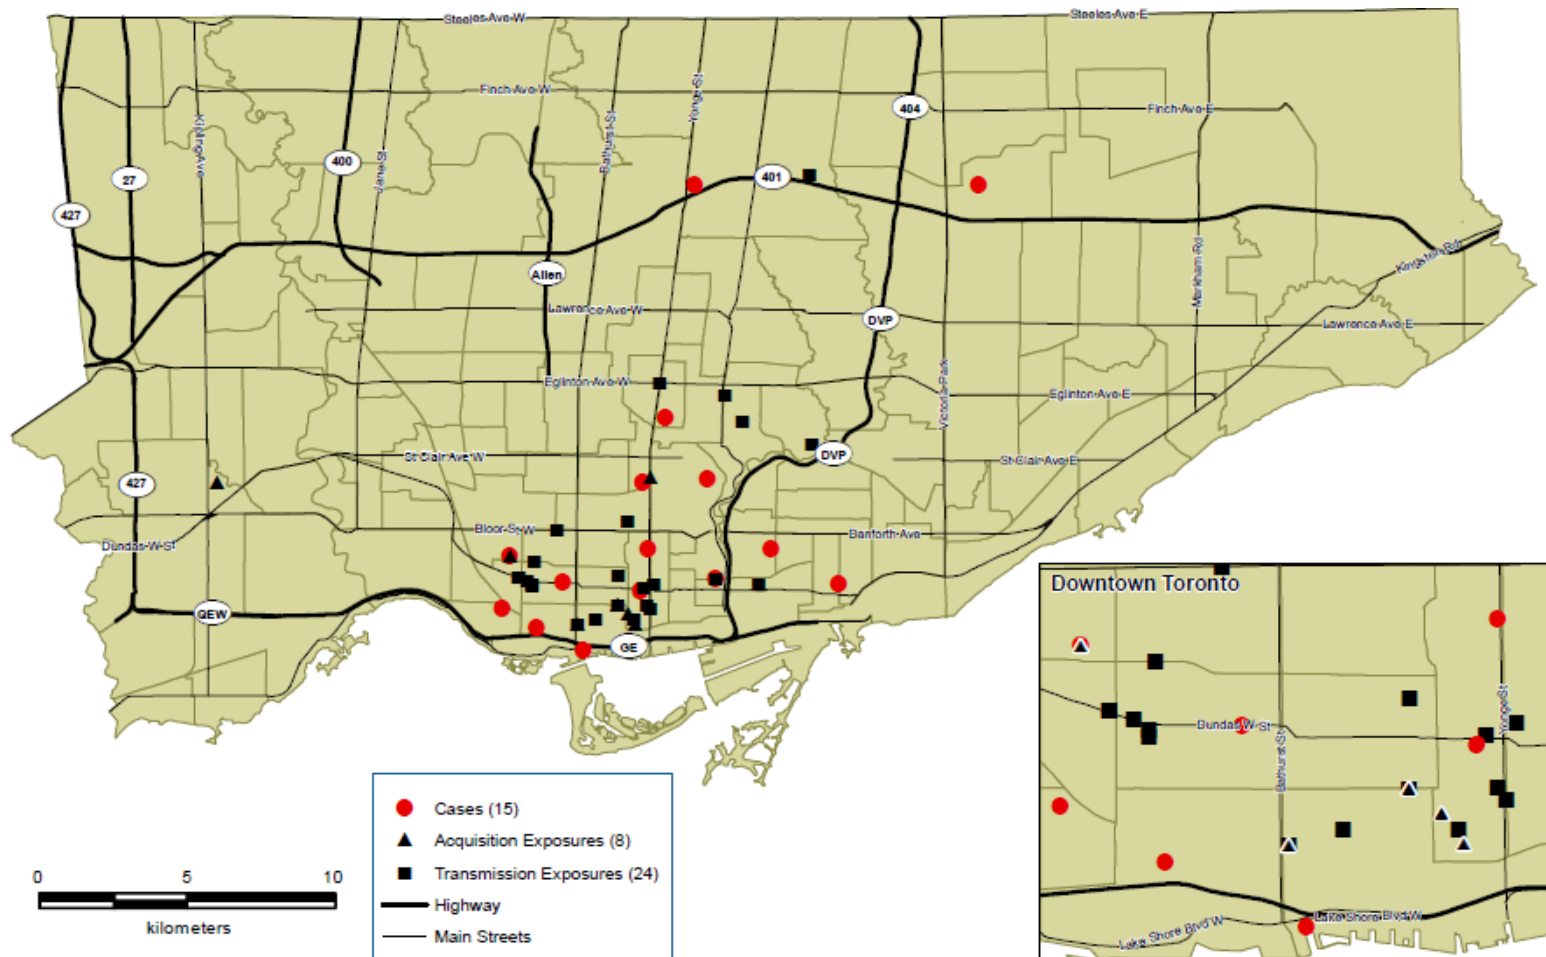 Steeles Ave W
Steeles Ave E
Finch Ave W
Finch Ave E
Kipling Ave
Jane St
Bathurst St
Yonge St
404
400
27
401
427
Markham Rd
Kingston Rd
Allen
Lawrence Ave W
DVP
Lawrence Ave E
Victoria Park
Eglinton Ave W
Eglinton Ave E
St Clair Ave W
DVP
St Clair Ave E
427
Bloor St W
Danforth Ave
Dundas W St
QEW
GE
Downtown Toronto
Dundas W St
Bathurst St
Yonge St
Lake Shore Blvd W
Lake Shore Blvd W
Cases (15)
Acquisition Exposures (8)
Transmission Exposures (24)
Highway
Main Streets
0 5 10
kilometers